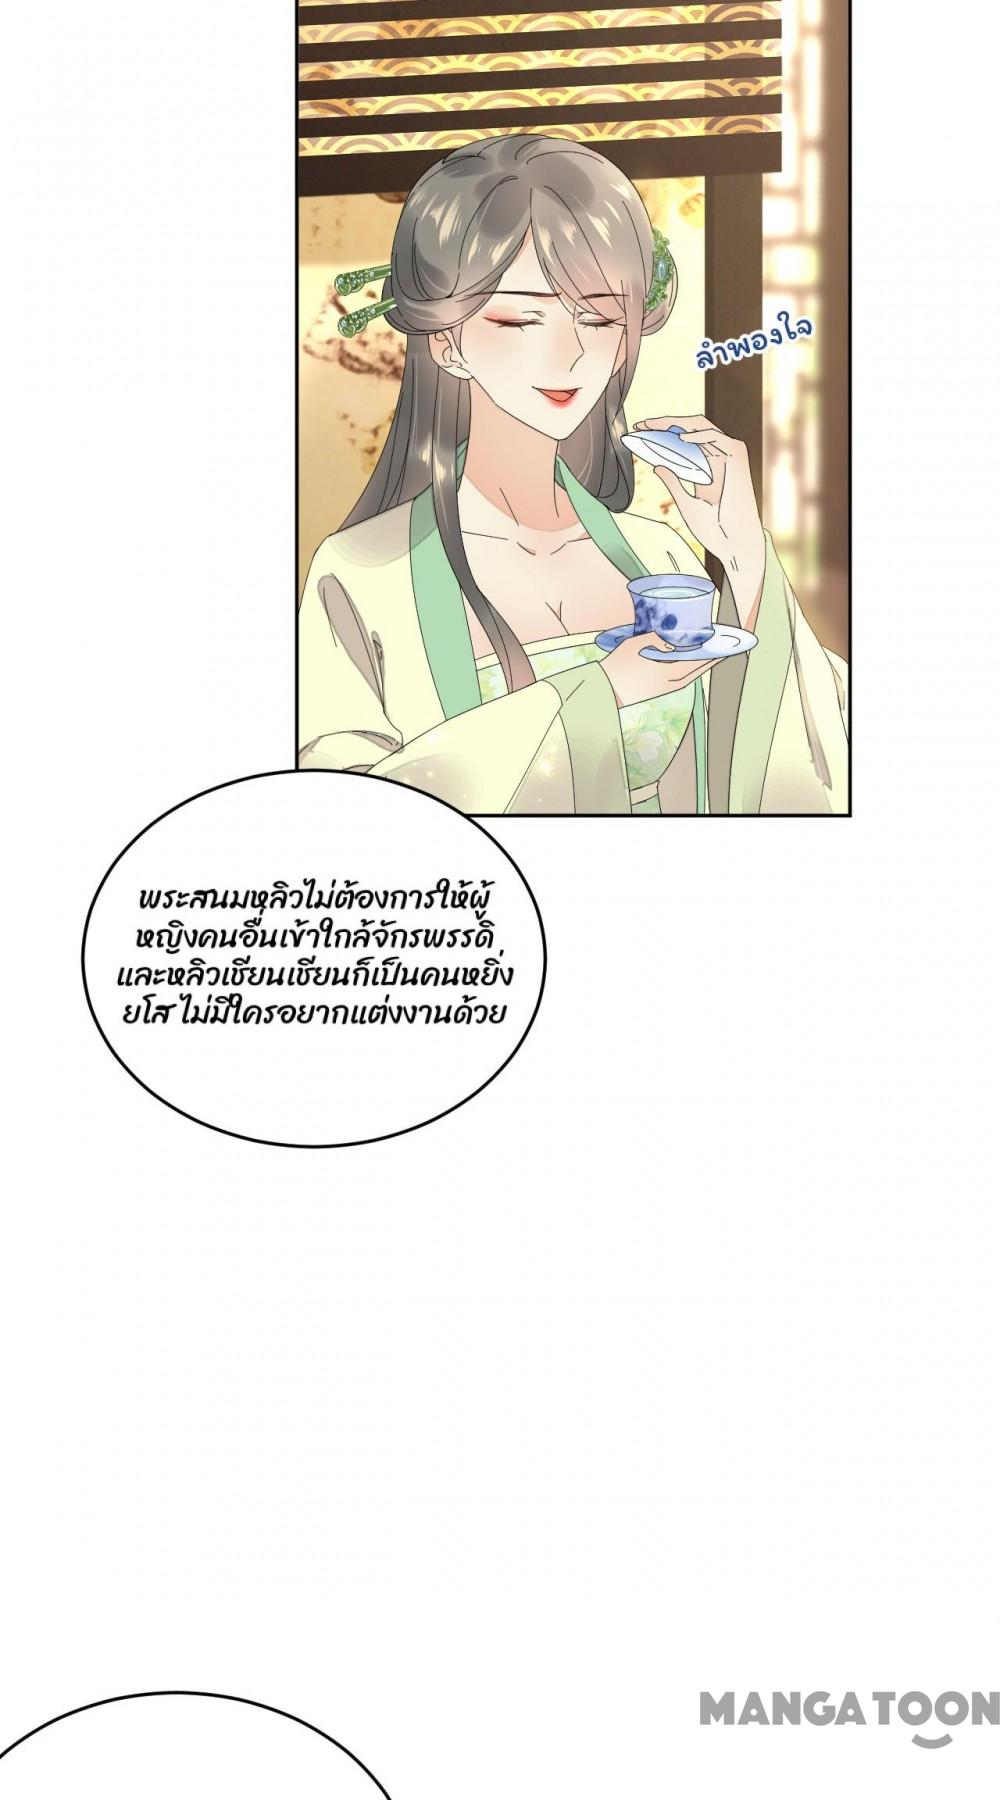 ลำพองใจ
พระสนมหลิวไม่ต้องการให้ผู้
หญิงคนอื่นเข้าใกล้จักรพรรดิ
และหลิวเชียนเชียนก็เป็นคนหยิ่ง
ยโส ไม่มีใครอยากแต่งงานด้วย
MANGATOON